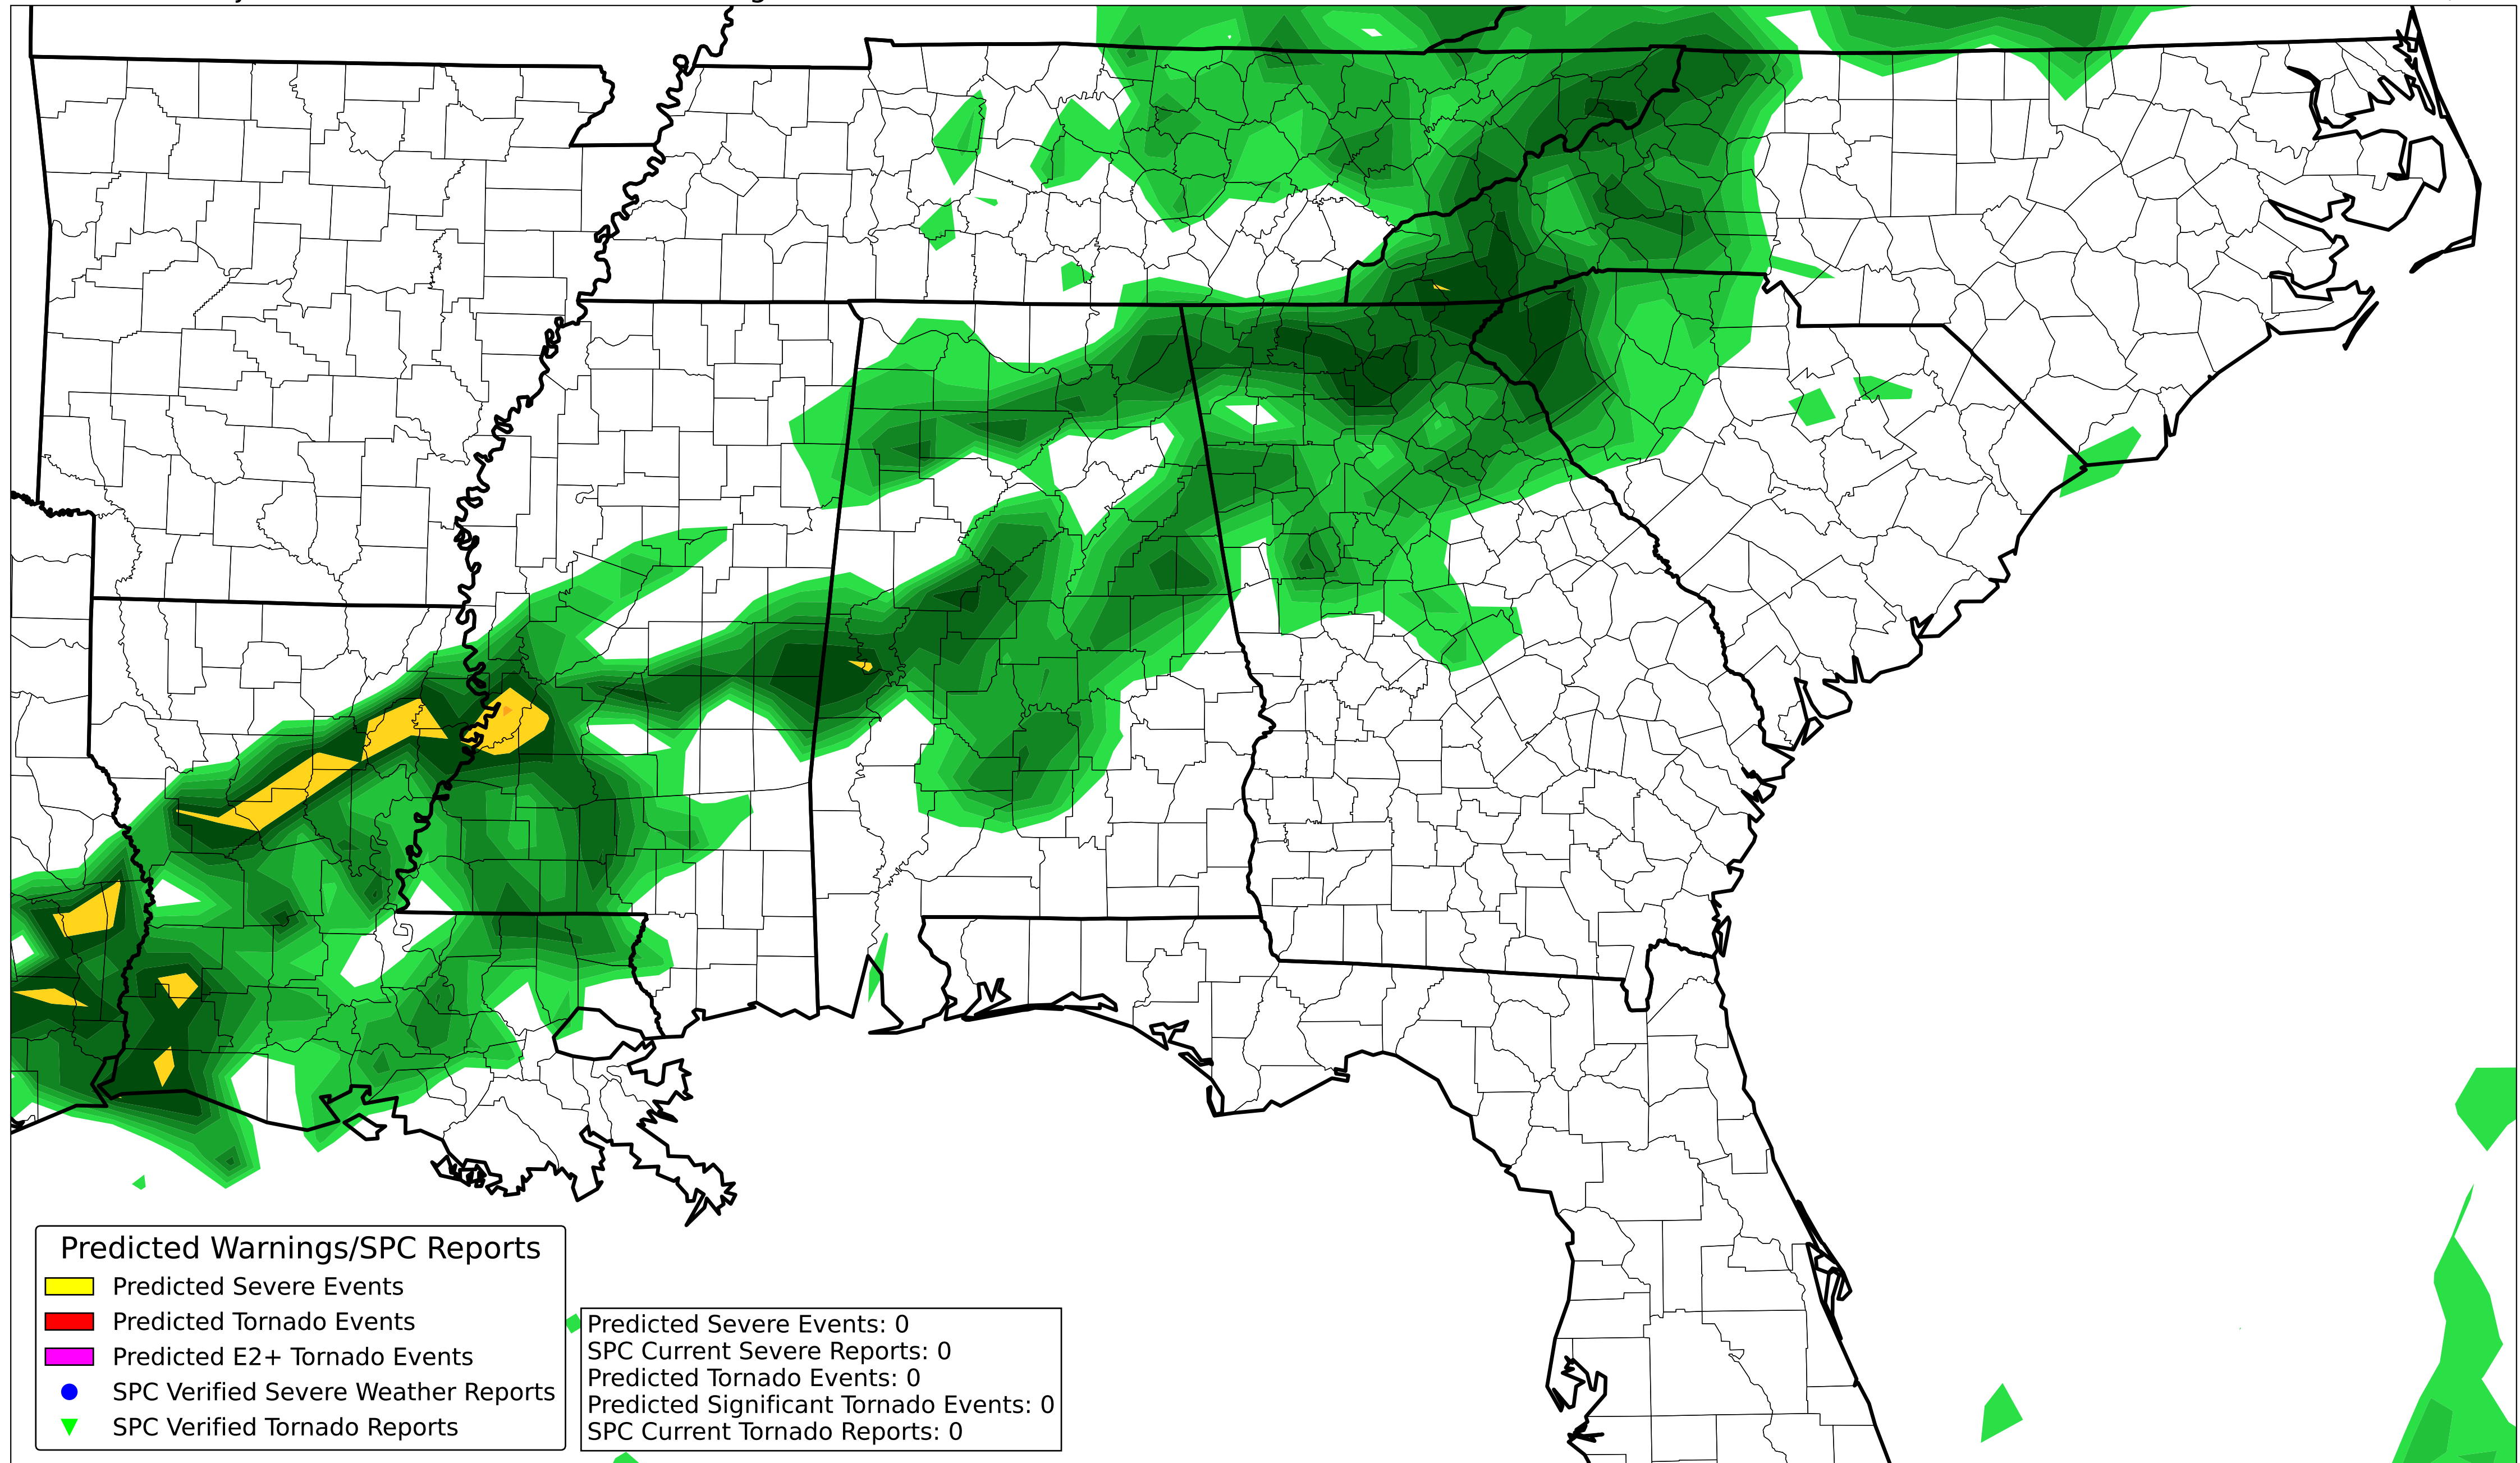 Predicted Warnings/SPC Reports
Predicted Severe Events
Predicted Tornado Events
Predicted E2+ Tornado Events
SPC Verified Severe Weather Reports
SPC Verified Tornado Reports
Predicted Severe Events: 0
SPC Current Severe Reports: 0
Predicted Tornado Events: 0
Predicted Significant Tornado Events: 0
SPC Current Tornado Reports: 0